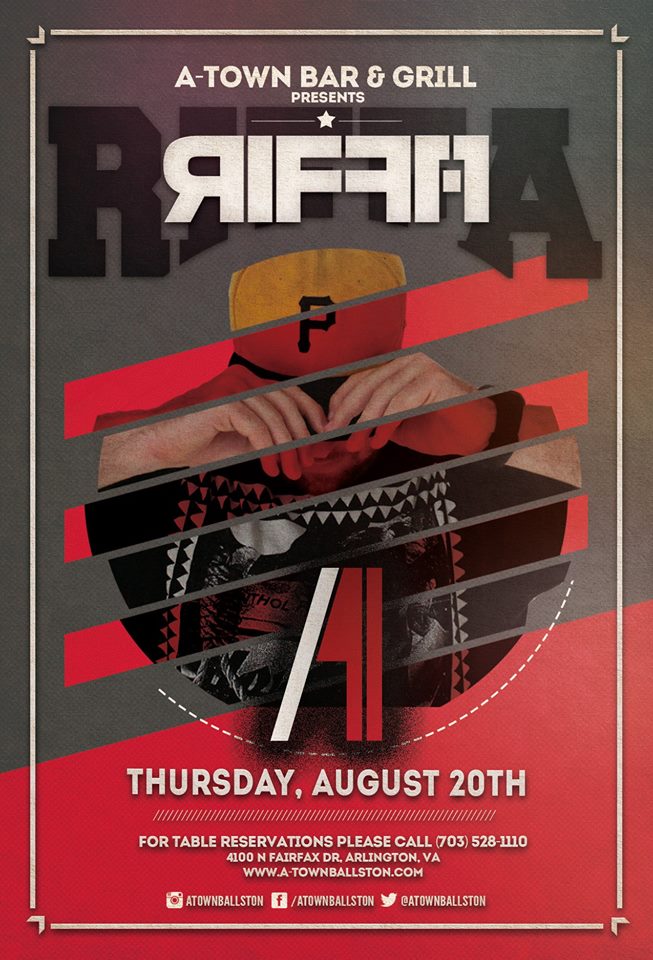 A-TOWN BAR & GRILL
PRESENTS
RIFFA
RIFFA
P
THURSDAY, AUGUST 20TH
FOR TABLE RESERVATIONS PLEASE CALL (703) 528-1110
4100 N FAIRFAX DR, ARLINGTON, VA
WWW.A-TOWNBALLSTON.COM
ATOWNBALLSTON /ATOWNBALLSTON @ATOWNBALLSTON